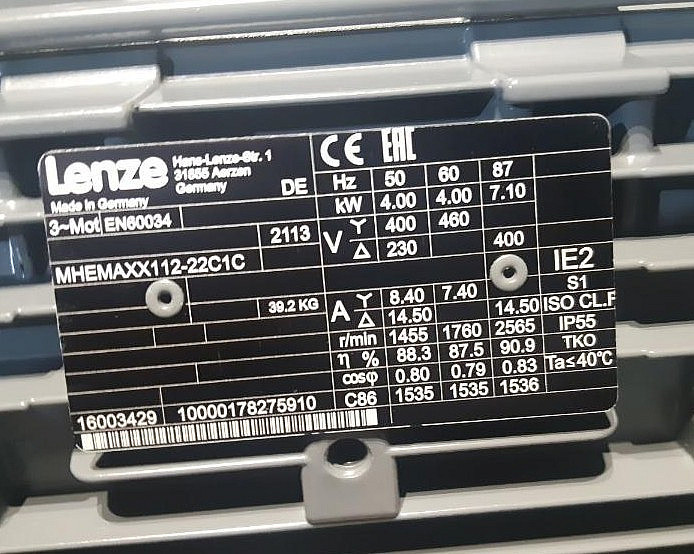 Lenze Hans-Lenze-Str. 1
31855 Aerzen
Germany
Made in Germany DE
3~Mot EN60034
2113
MHEMAXX112-22C1C
39.2 KG
16003429 10000178275910 C86
CE EAC
Hz 50 60 87
kW 4.00 4.00 7.10
V Y 400 460
Δ 230 400
IE2
A Y 8.40 7.40 S1
Δ 14.50 14.50 ISO CL.F
r/min 1455 1760 2565 IP55
η % 88.3 87.5 90.9 TKO
cosφ 0.80 0.79 0.83 Ta≤40°C
1535 1535 1536